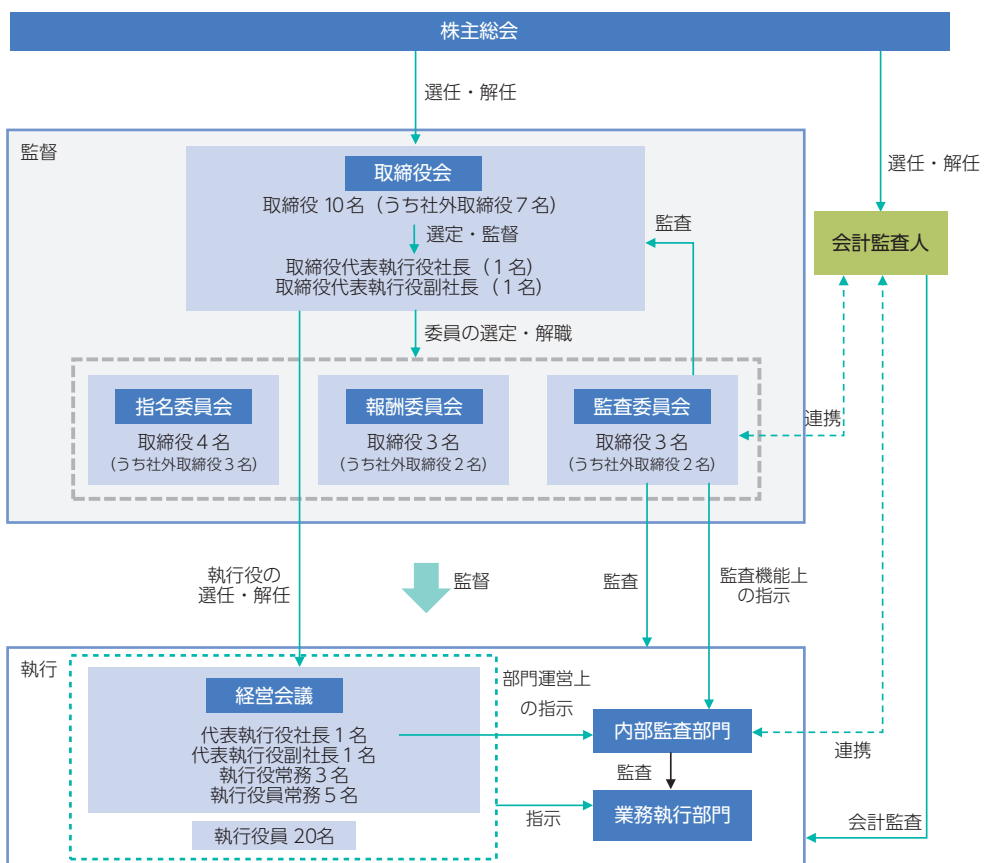 株主総会
選任・解任
選任・解任
監督
取締役会
取締役 10名（うち社外取締役７名）
選定・監督
取締役代表執行役社長（１名）
取締役代表執行役副社長（１名）
監査
会計監査人
委員の選定・解職
指名委員会
取締役４名
（うち社外取締役３名）
報酬委員会
取締役３名
（うち社外取締役２名）
監査委員会
取締役３名
（うち社外取締役２名）
連携
執行役の
選任・解任
監督
監査
監査機能上
の指示
執行
経営会議
代表執行役社長１名
代表執行役副社長１名
執行役常務３名
執行役員常務５名
執行役員 20名
部門運営上
の指示
内部監査部門
監査
業務執行部門
指示
連携
会計監査